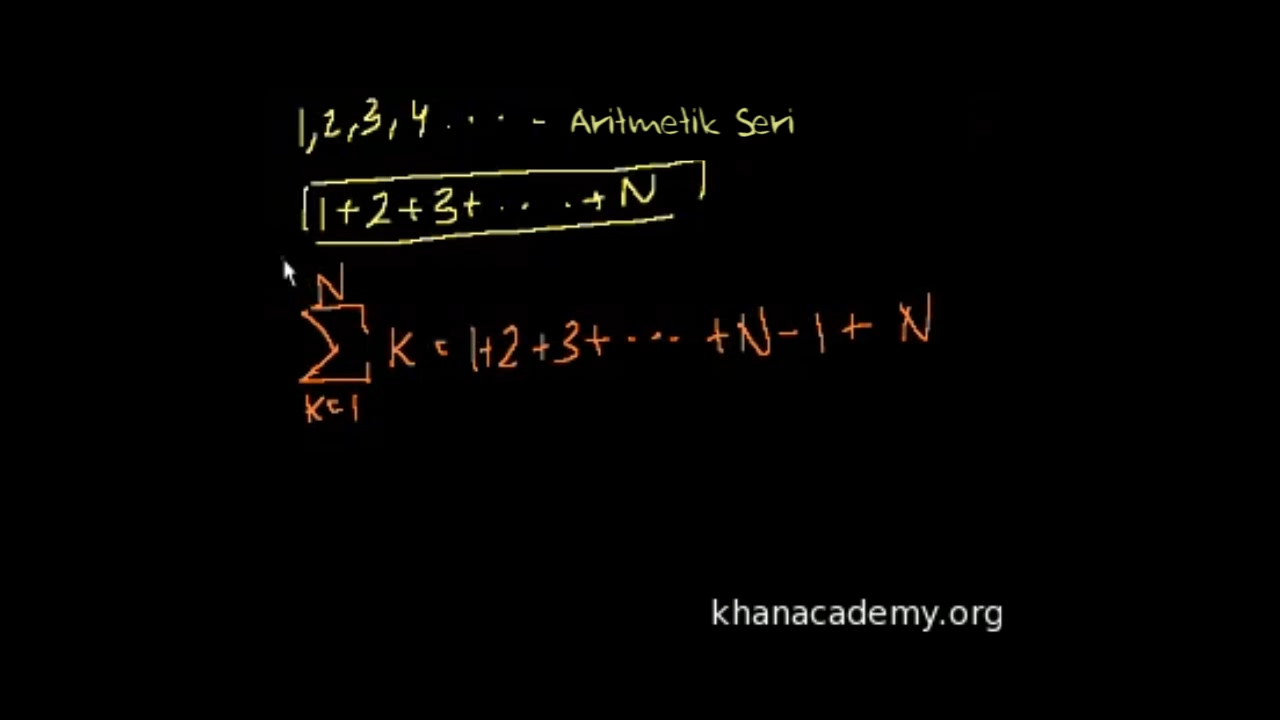 1, 2, 3, 4 . . . - Aritmetik Seri
1 + 2 + 3 + . . . . + N
N
∑ K = 1+2+3+ ··· + N - 1 + N
K=1
khanacademy.org